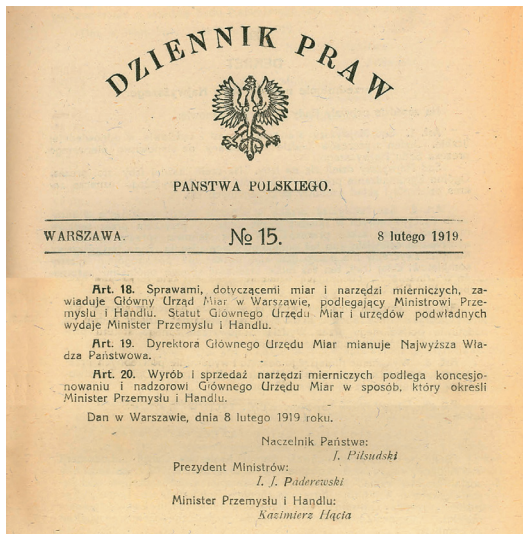 DZIENNIK PRAW
PANSTWA POLSKIEGO.
WARSZAWA.
№ 15.
8 lutego 1919.
Art. 18. Sprawami, dotyczącemi miar i narzędzi mierniczych, za-
wiaduje Główny Urząd Miar w Warszawie, podlegający Ministrowi Prze-
mysłu i Handlu. Statut Głównego Urzędu Miar i urzędów podwładnych
wydaje Minister Przemysłu i Handlu.
Art. 19. Dyrektora Głównego Urzędu Miar mianuje Najwyższa Wła-
dza Państwowa.
Art. 20. Wyrób i sprzedaż narzędzi mierniczych podlega koncesjo-
nowaniu i nadzorowi Głównego Urzędu Miar w sposób, który określi
Minister Przemysłu i Handlu.
Dan w Warszawie, dnia 8 lutego 1919 roku.
Naczelnik Państwa:
J. Piłsudski
Prezydent Ministrów:
I. J. Paderewski
Minister Przemysłu i Handlu:
Kazimierz Hącia